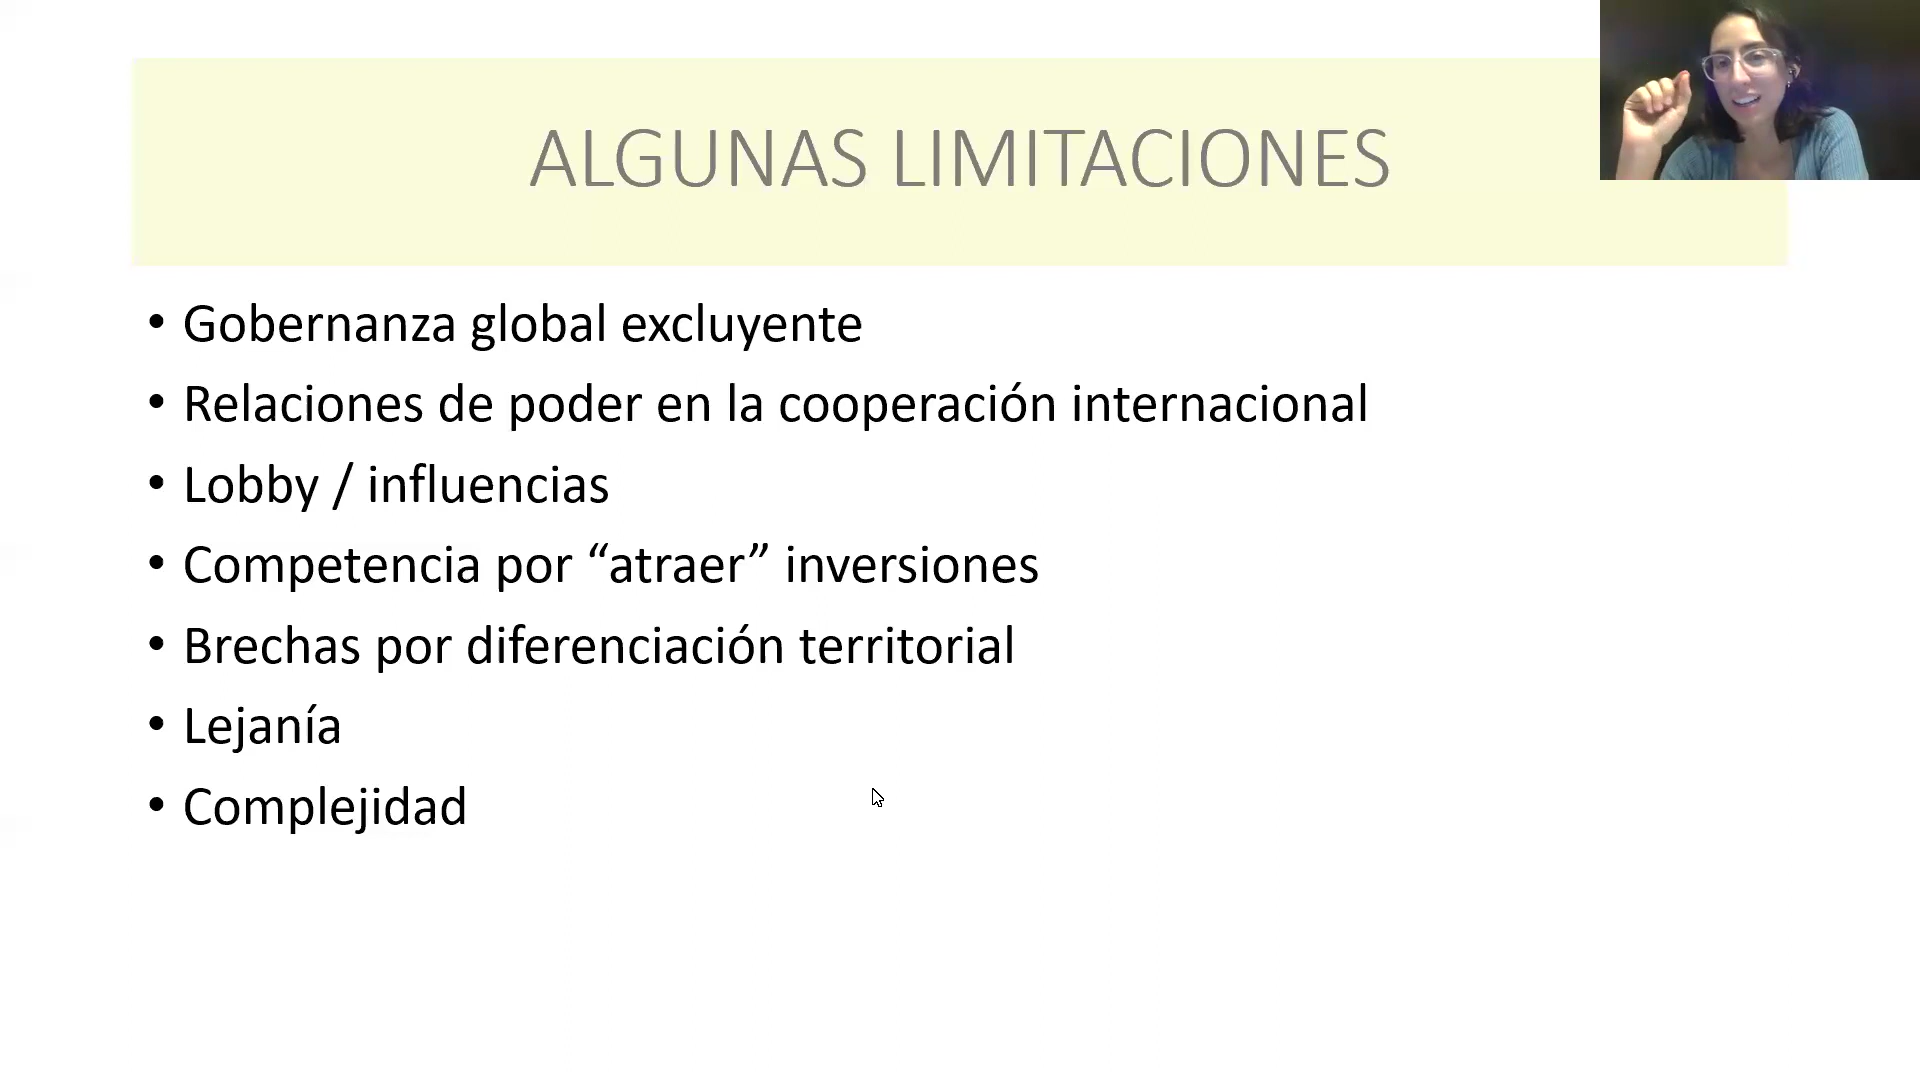 ALGUNAS LIMITACIONES
• Gobernanza global excluyente
• Relaciones de poder en la cooperación internacional
• Lobby / influencias
• Competencia por “atraer” inversiones
• Brechas por diferenciación territorial
• Lejanía
• Complejidad